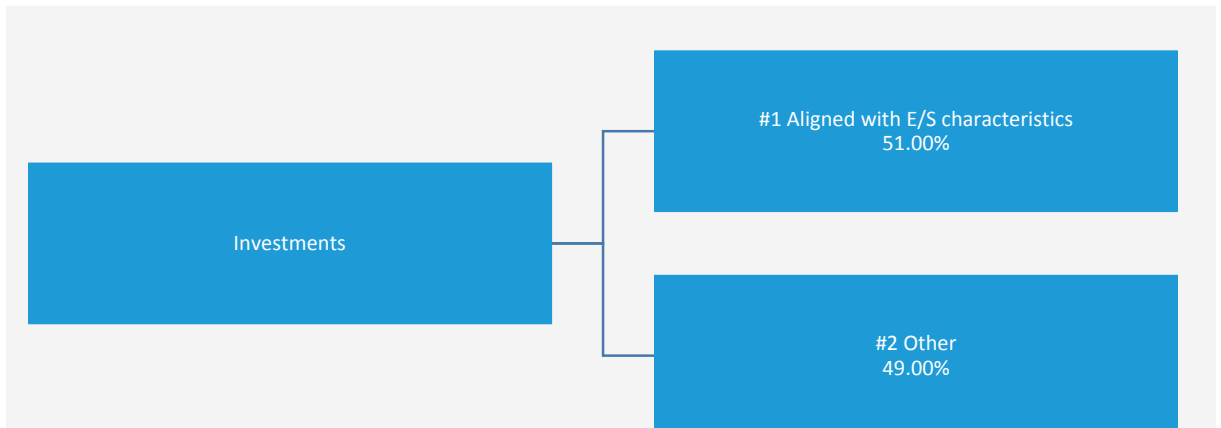 #1 Aligned with E/S characteristics
51.00%
Investments
#2 Other
49.00%